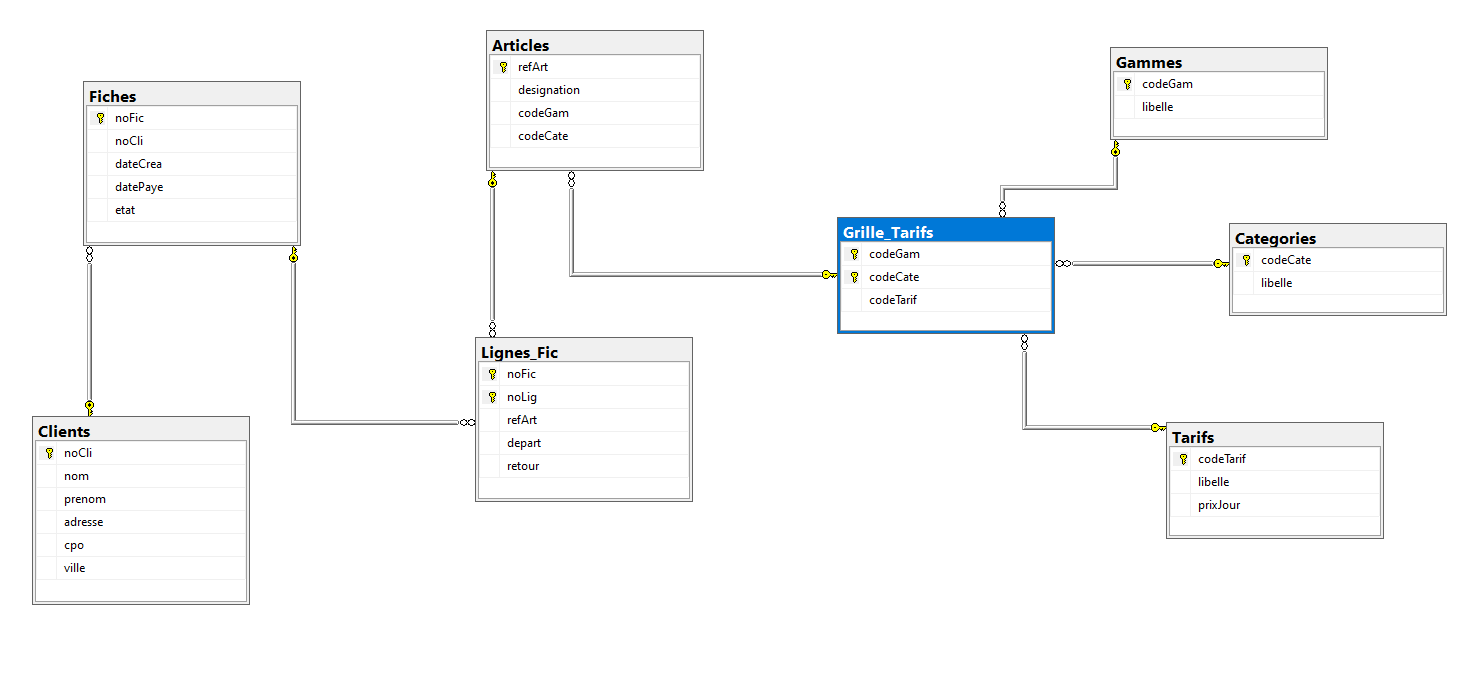 Fiches
noFic
noCli
dateCrea
datePaye
etat
Clients
noCli
nom
prenom
adresse
cpo
ville
Articles
refArt
designation
codeGam
codeCate
Lignes_Fic
noFic
noLig
refArt
depart
retour
Grille_Tarifs
codeGam
codeCate
codeTarif
Gammes
codeGam
libelle
Categories
codeCate
libelle
Tarifs
codeTarif
libelle
prixJour